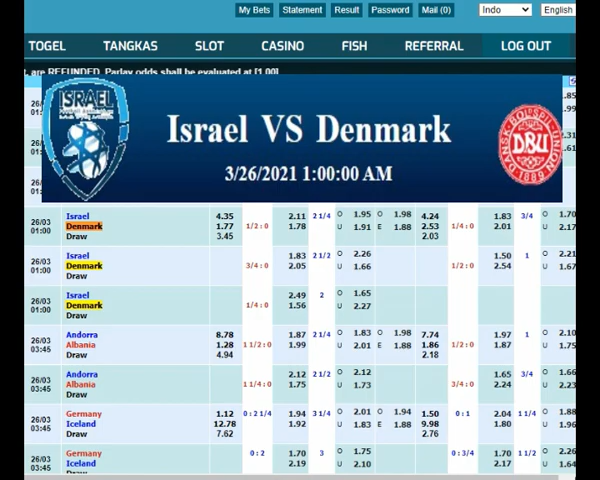 My Bets Statement Result Password Mail (0) Indo English
TOGEL TANGKAS SLOT CASINO FISH REFERRAL LOG OUT
are REFUNDED. Parlay odds shall be evaluated at [1.00]
ISRAEL
Israel VS Denmark
3/26/2021 1:00:00 AM
DANSK BOLDSPIL-UNION
DBU
1889
26/03 Israel 4.35 2.11 2 1/4 O 1.95 O 1.98 4.24 1.83 3/4 O 1.70
01:00 Denmark 1.77 1/2 : 0 1.78 U 1.91 E 1.88 2.53 1/4 : 0 2.01 U 2.17
Draw 3.45 2.03
26/03 Israel 1.83 2 1/2 O 2.26 1.50 1 O 2.21
01:00 Denmark 3/4 : 0 2.05 U 1.66 1/2 : 0 2.54 U 1.67
Draw
26/03 Israel 2.49 2 O 1.65
01:00 Denmark 1/4 : 0 1.56 U 2.27
Draw
26/03 Andorra 8.78 1.87 2 1/4 O 1.83 O 1.98 7.74 1.97 1 O 2.10
03:45 Albania 1.28 1 1/2 : 0 1.99 U 2.01 E 1.88 1.86 1/2 : 0 1.87 U 1.75
Draw 4.94 2.18
26/03 Andorra 2.12 2 1/2 O 2.12 1.65 3/4 O 1.66
03:45 Albania 1 1/4 : 0 1.75 U 1.73 3/4 : 0 2.24 U 2.23
Draw
26/03 Germany 1.12 0 : 2 1/4 1.94 3 1/4 O 2.01 O 1.94 1.50 0 : 1 2.04 1 1/4 O 1.88
03:45 Iceland 12.78 1.92 U 1.83 E 1.88 9.98 1.80 U 1.96
Draw 7.62 2.76
26/03 Germany 0 : 2 1.70 3 O 1.75 0 : 3/4 1.70 1 1/4 O 2.26
03:45 Iceland 2.19 U 2.10 2.17 U 1.64
Draw